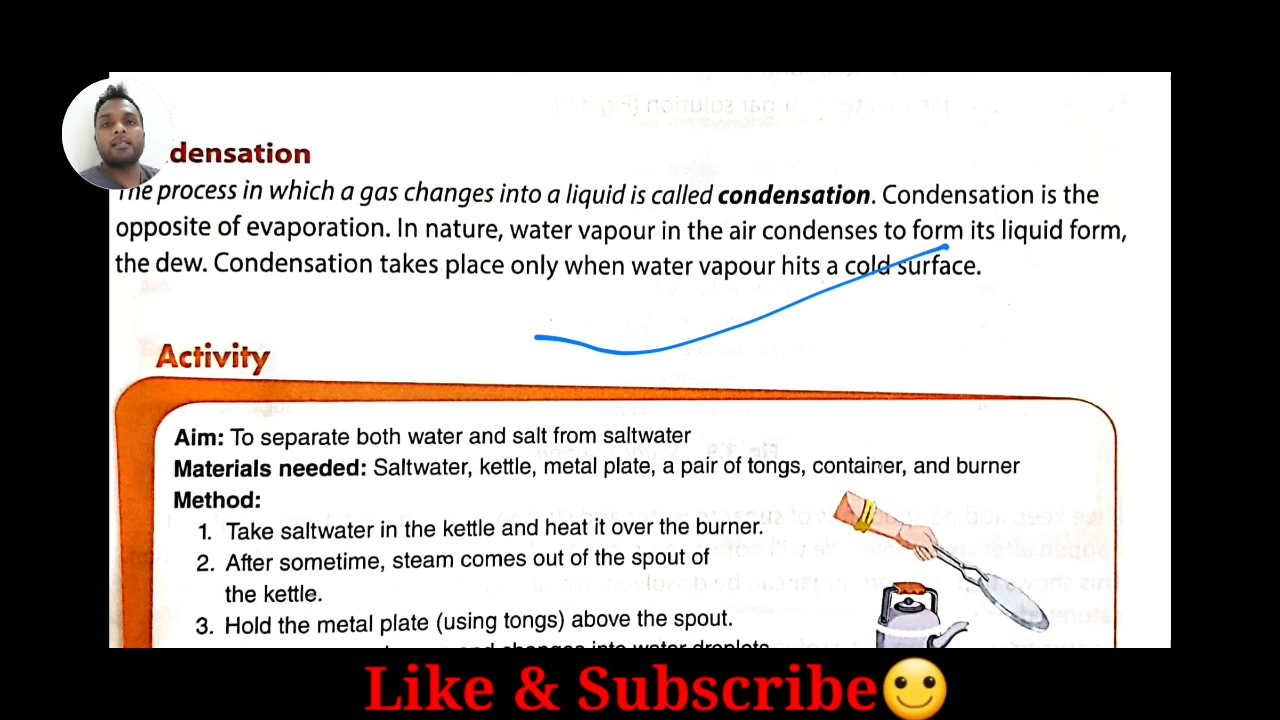 densation
The process in which a gas changes into a liquid is called condensation. Condensation is the
opposite of evaporation. In nature, water vapour in the air condenses to form its liquid form,
the dew. Condensation takes place only when water vapour hits a cold surface.
Activity
Aim: To separate both water and salt from saltwater
Materials needed: Saltwater, kettle, metal plate, a pair of tongs, container, and burner
Method:
1. Take saltwater in the kettle and heat it over the burner.
2. After sometime, steam comes out of the spout of
the kettle.
3. Hold the metal plate (using tongs) above the spout.
and changes into water droplets
Like & Subscribe